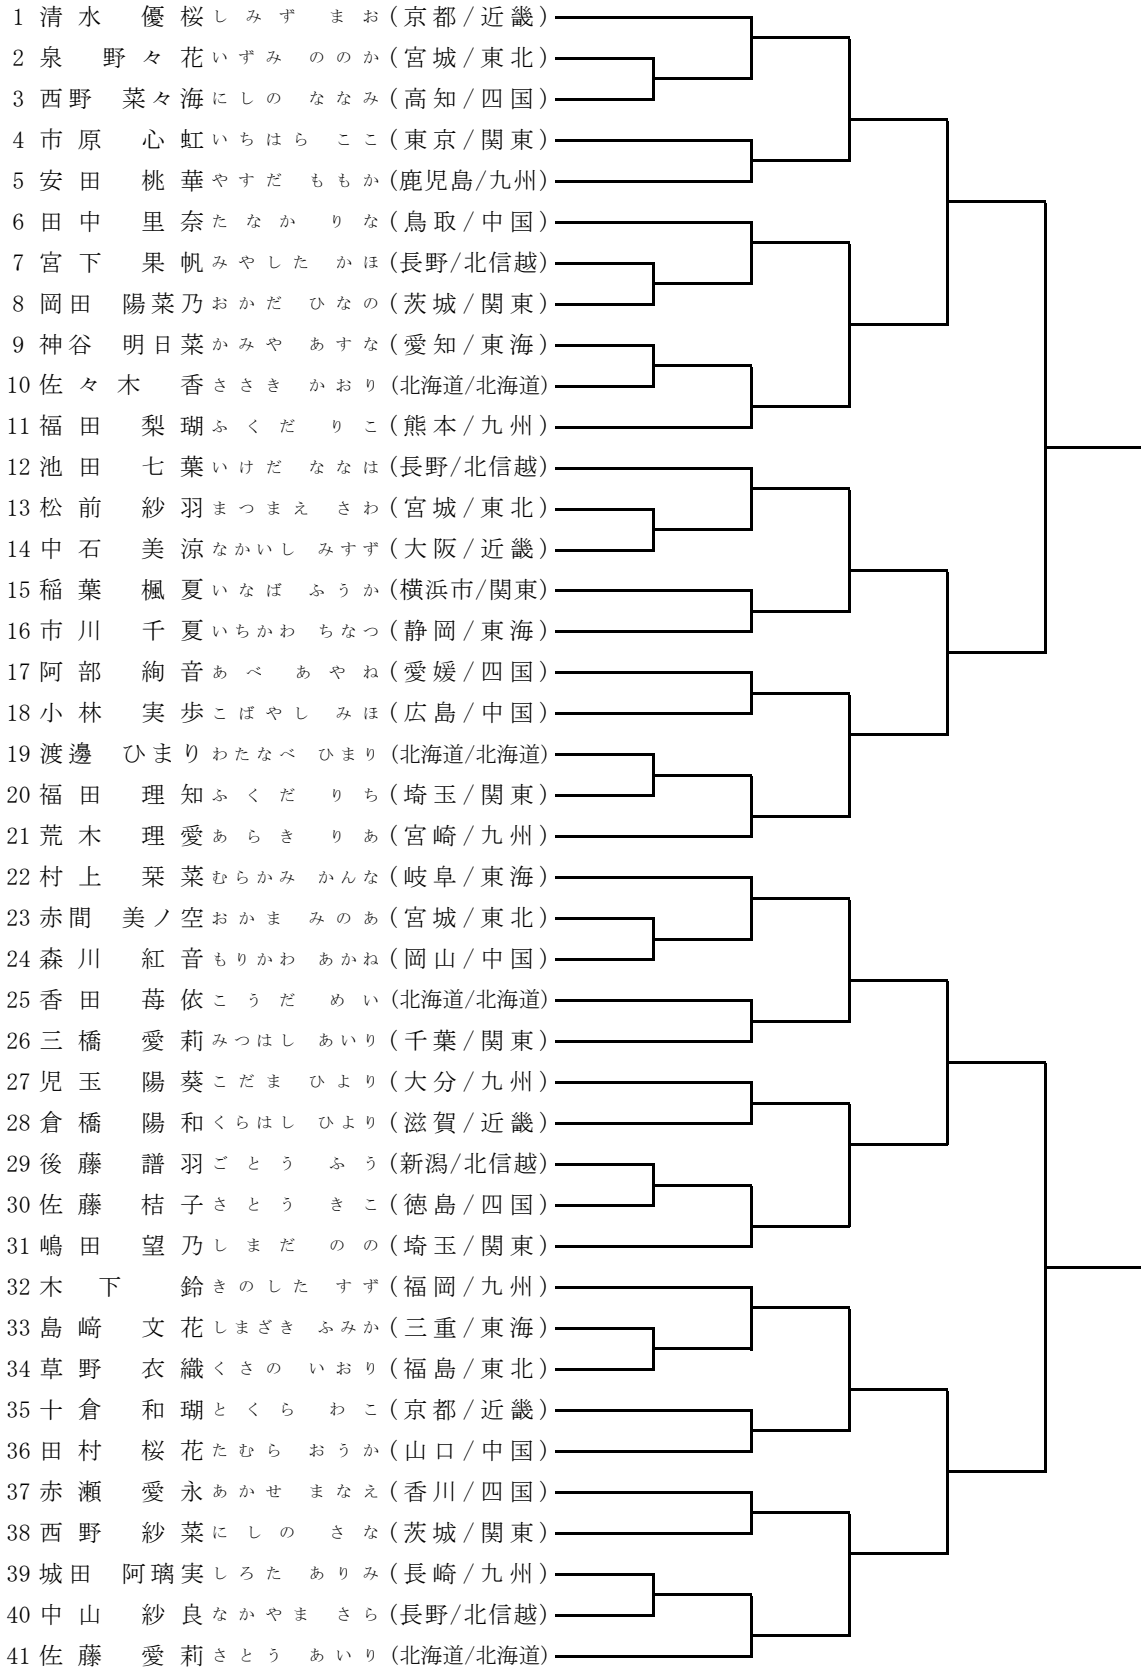 1 清水 優桜 しみず まお (京都/近畿)
2 泉 野々花 いずみ ののか (宮城/東北)
3 西野 菜々海 にしの ななみ (高知/四国)
4 市原 心虹 いちはら ここ (東京/関東)
5 安田 桃華 やすだ ももか (鹿児島/九州)
6 田中 里奈 たなか りな (鳥取/中国)
7 宮下 果帆 みやした かほ (長野/北信越)
8 岡田 陽菜乃 おかだ ひなの (茨城/関東)
9 神谷 明日菜 かみや あすな (愛知/東海)
10 佐々木 香 ささき かおり (北海道/北海道)
11 福田 梨瑚 ふくだ りこ (熊本/九州)
12 池田 七葉 いけだ ななは (長野/北信越)
13 松前 紗羽 まつまえ さわ (宮城/東北)
14 中石 美涼 なかいし みすず (大阪/近畿)
15 稲葉 楓夏 いなば ふうか (横浜市/関東)
16 市川 千夏 いちかわ ちなつ (静岡/東海)
17 阿部 絢音 あべ あやね (愛媛/四国)
18 小林 実歩 こばやし みほ (広島/中国)
19 渡邊 ひまり わたなべ ひまり (北海道/北海道)
20 福田 理知 ふくだ りち (埼玉/関東)
21 荒木 理愛 あらき りあ (宮崎/九州)
22 村上 栞菜 むらかみ かんな (岐阜/東海)
23 赤間 美ノ空 おかま みのあ (宮城/東北)
24 森川 紅音 もりかわ あかね (岡山/中国)
25 香田 苺依 こうだ めい (北海道/北海道)
26 三橋 愛莉 みつはし あいり (千葉/関東)
27 児玉 陽葵 こだま ひより (大分/九州)
28 倉橋 陽和 くらはし ひより (滋賀/近畿)
29 後藤 譜羽 ごとう ふう (新潟/北信越)
30 佐藤 桔子 さとう きこ (徳島/四国)
31 嶋田 望乃 しまだ のの (埼玉/関東)
32 木下 鈴 きのした すず (福岡/九州)
33 島﨑 文花 しまざき ふみか (三重/東海)
34 草野 衣織 くさの いおり (福島/東北)
35 十倉 和瑚 とくら わこ (京都/近畿)
36 田村 桜花 たむら おうか (山口/中国)
37 赤瀬 愛永 あかせ まなえ (香川/四国)
38 西野 紗菜 にしの さな (茨城/関東)
39 城田 阿璃実 しろた ありみ (長崎/九州)
40 中山 紗良 なかやま さら (長野/北信越)
41 佐藤 愛莉 さとう あいり (北海道/北海道)